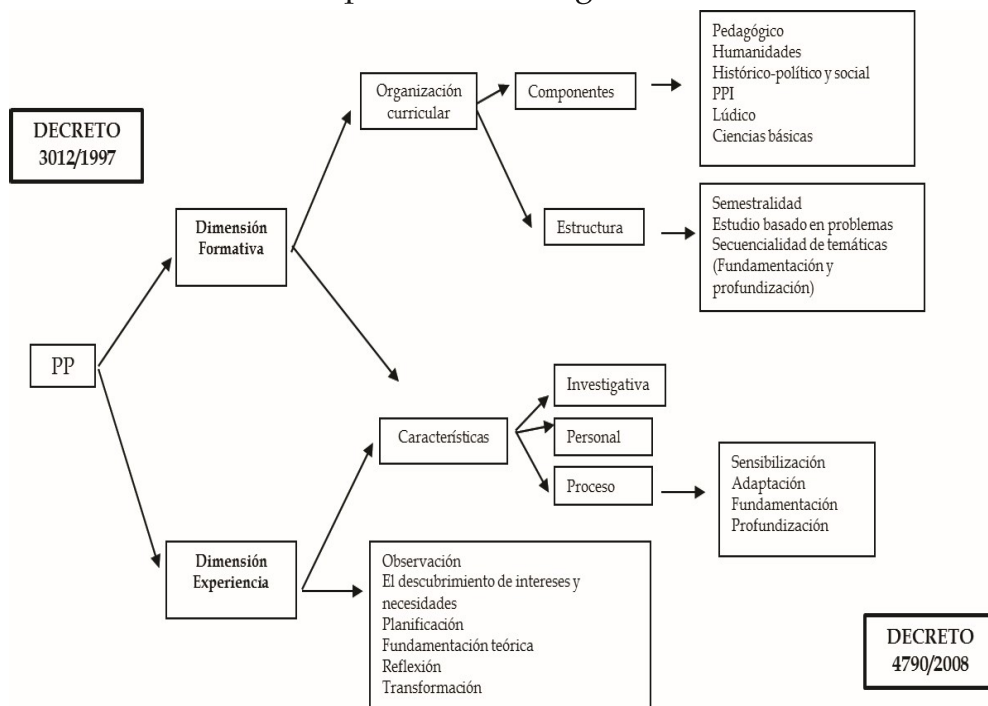 Pedagógico
Humanidades
Histórico-político y social
PPI
Lúdico
Ciencias básicas
Organización
curricular
Componentes
DECRETO
3012/1997
Semestralidad
Estudio basado en problemas
Secuencialidad de temáticas
(Fundamentación y
profundización)
Estructura
Dimensión
Formativa
PP
Investigativa
Características
Personal
Proceso
Sensibilización
Adaptación
Fundamentación
Profundización
Dimensión
Experiencia
Observación
El descubrimiento de intereses y
necesidades
Planificación
Fundamentación teórica
Reflexión
Transformación
DECRETO
4790/2008